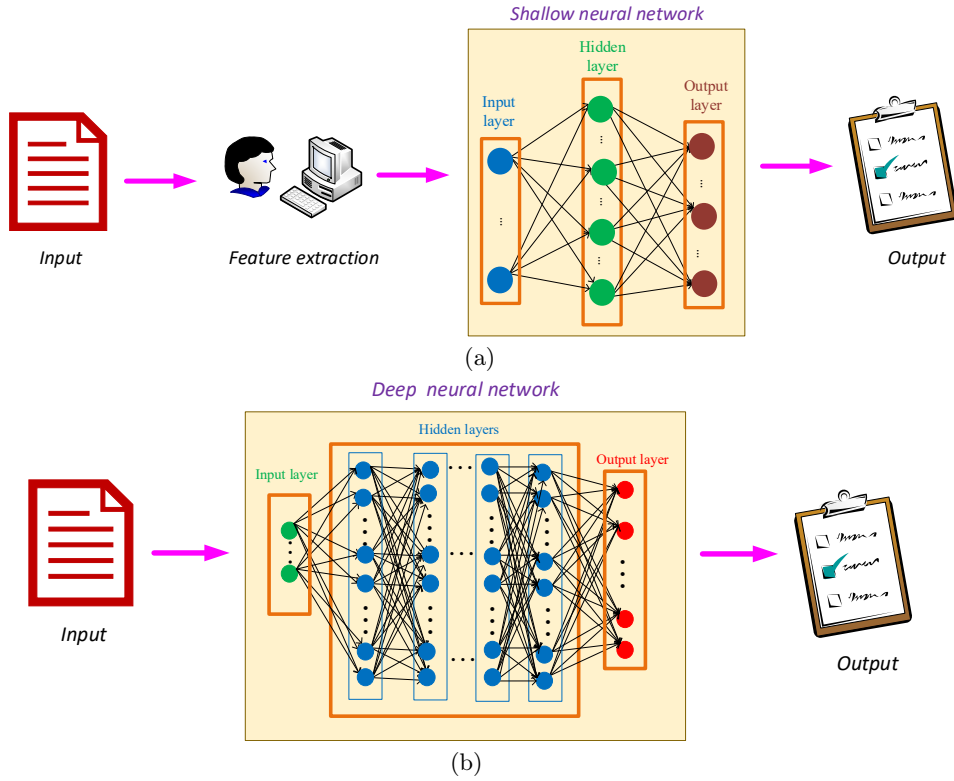 Shallow neural network
Hidden
layer
Input
layer
Output
layer
Input
Feature extraction
Output
(a)
Deep neural network
Hidden layers
Input layer
Output layer
Input
Output
(b)